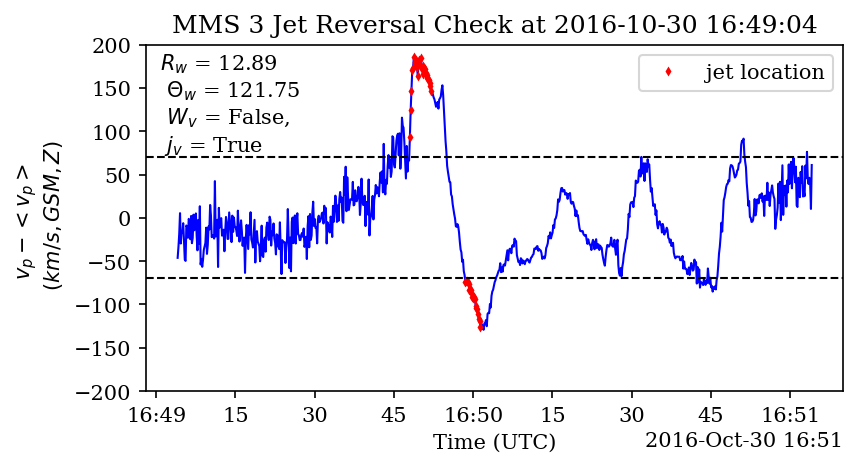 MMS 3 Jet Reversal Check at 2016-10-30 16:49:04
R_w = 12.89
Θ_w = 121.75
W_v = False,
j_v = True
jet location
v_p − <v_p>
(km/s, GSM, Z)
200
150
100
50
0
−50
−100
−150
−200
16:49 15 30 45 16:50 15 30 45 16:51
Time (UTC)
2016-Oct-30 16:51